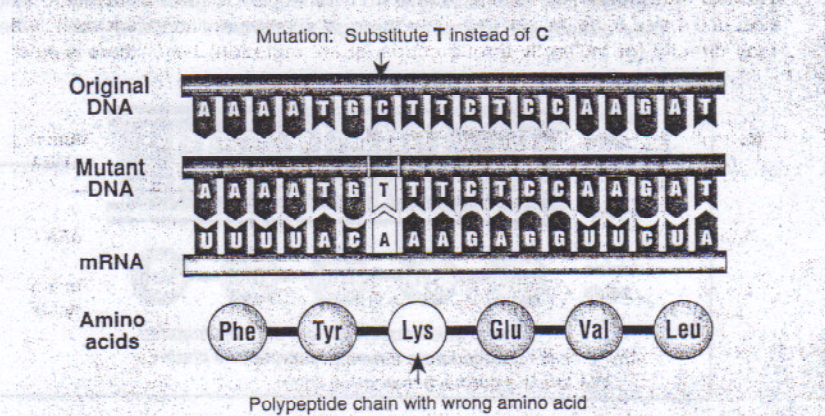 Mutation: Substitute T instead of C
Original DNA
A A A A T G C T T C T C C A A G A T
Mutant DNA
A A A A T G T T T C T C C A A G A T
U U U U A C A A A G A G G U U C U A
mRNA
Amino acids
Phe Tyr Lys Glu Val Leu
Polypeptide chain with wrong amino acid